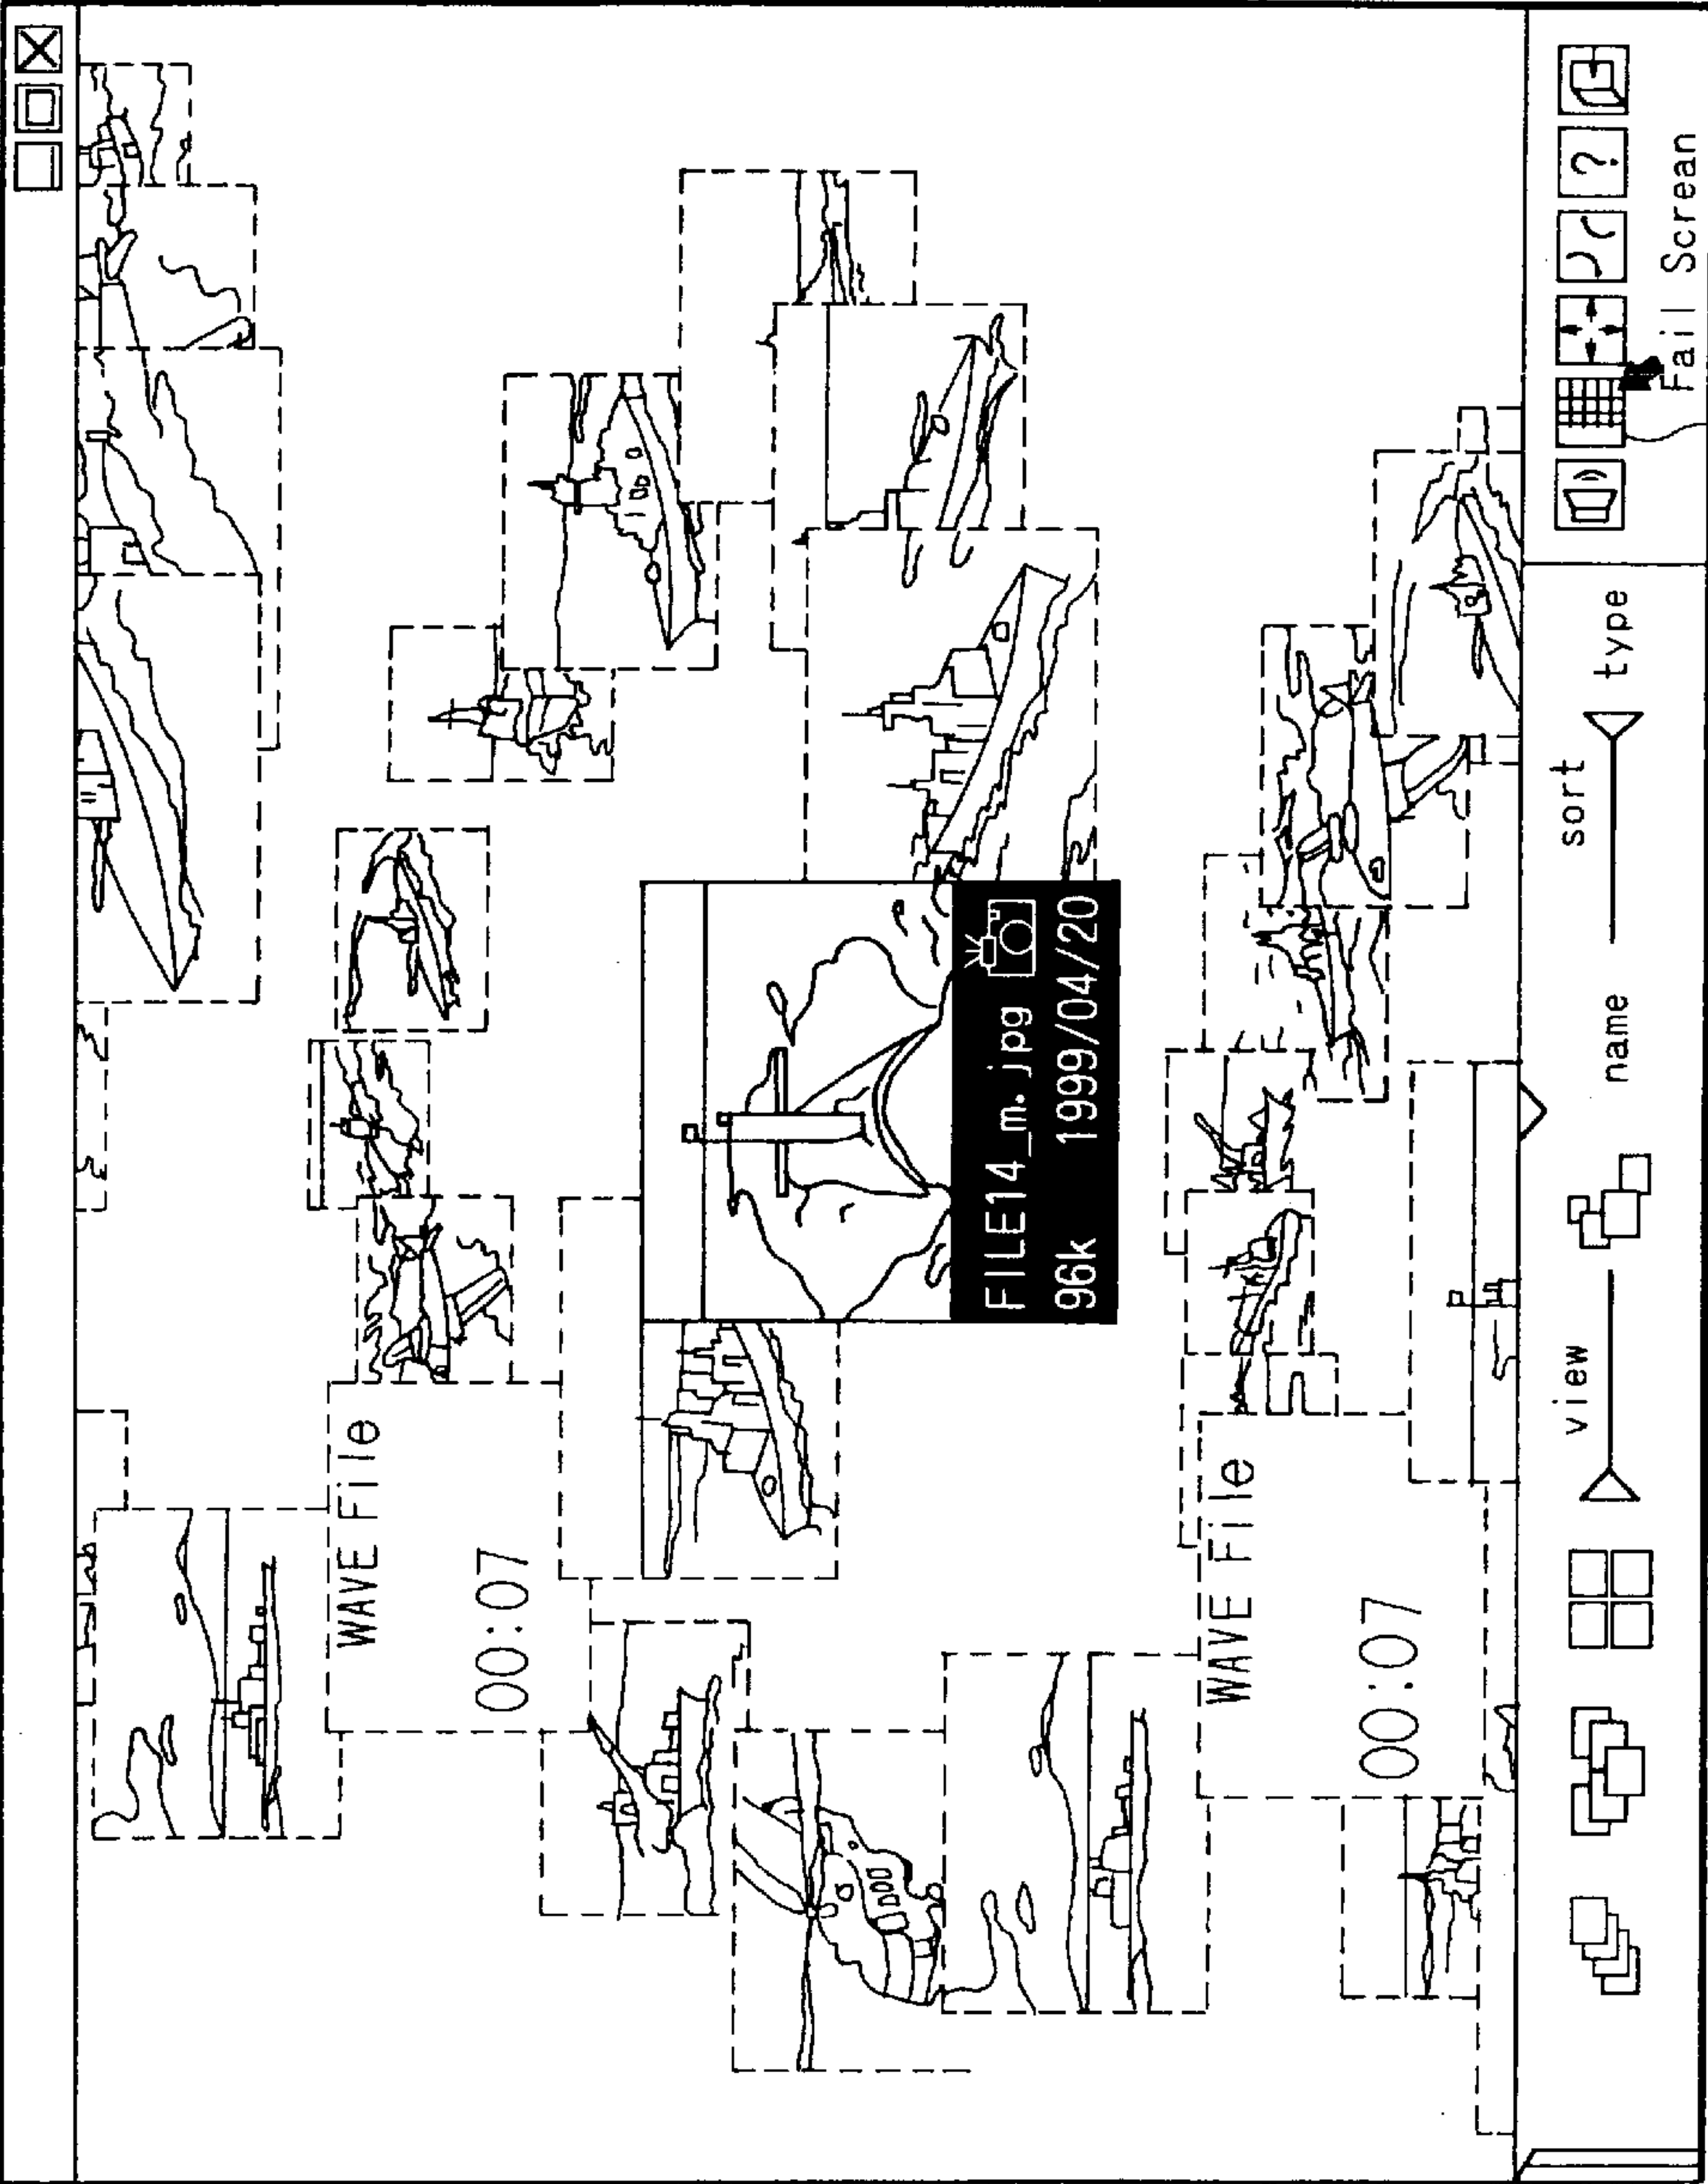 WAVE File
00:07
FILE14_m.jpg
96k 1999/04/20
WAVE File
00:07
view
sort
name
type
?
Fail Screan